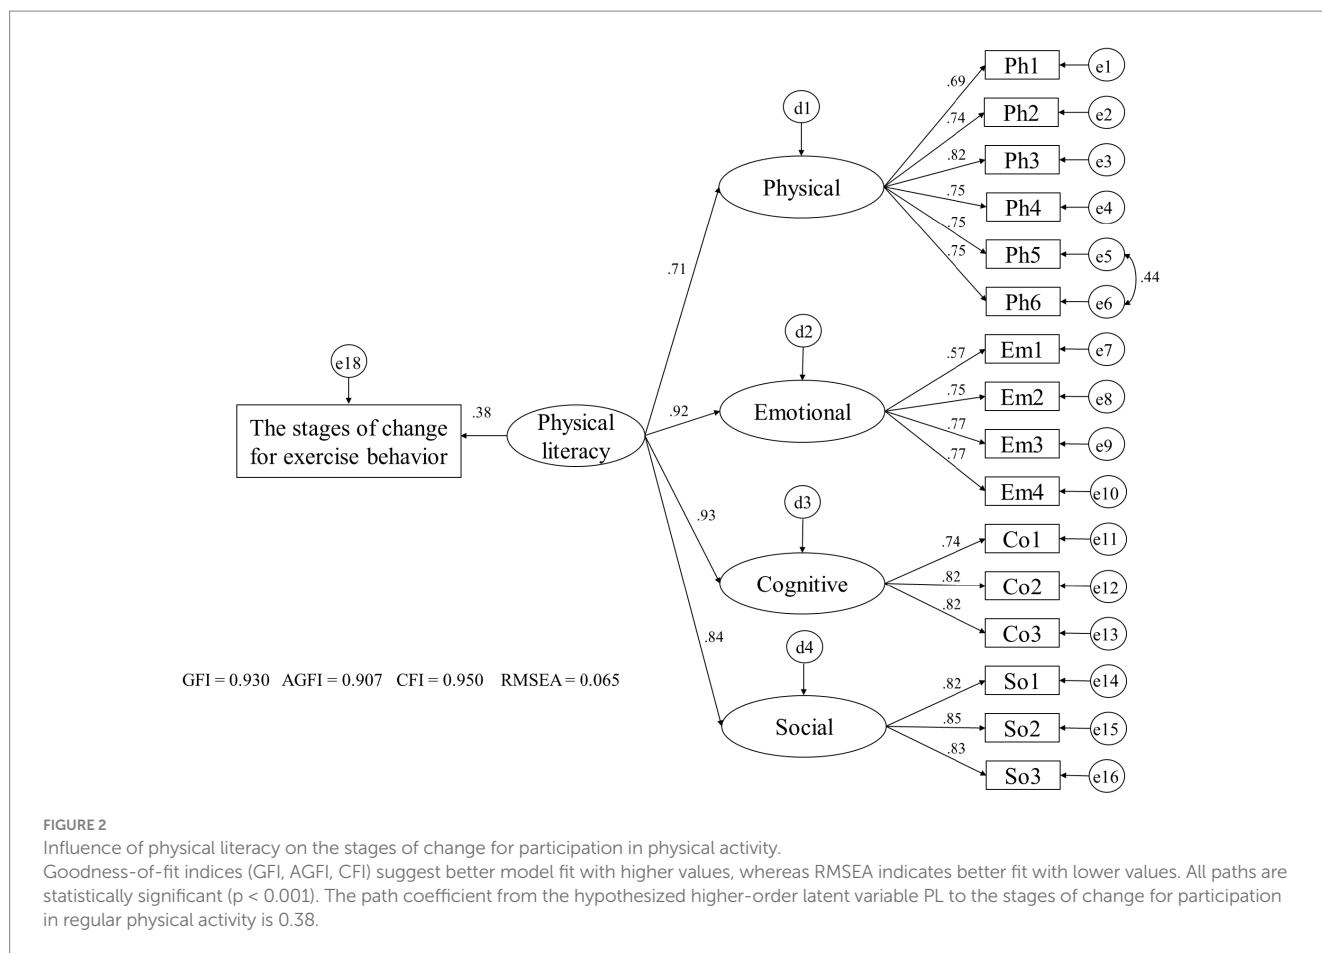 Ph1
e1
.69
d1
Ph2
e2
.74
Ph3
e3
.82
Physical
Ph4
e4
.75
Ph5
e5
.75
.44
Ph6
e6
.75
.71
d2
Em1
e7
.57
e18
Em2
e8
.75
Emotional
.92
.38
Em3
e9
.77
The stages of change
for exercise behavior
Physical
literacy
Em4
e10
.77
d3
.93
Co1
e11
.74
Cognitive
Co2
e12
.82
Co3
e13
.82
.84
d4
GFI = 0.930 AGFI = 0.907 CFI = 0.950 RMSEA = 0.065
So1
e14
.82
Social
So2
e15
.85
So3
e16
.83
FIGURE 2
Influence of physical literacy on the stages of change for participation in physical activity.
Goodness-of-fit indices (GFI, AGFI, CFI) suggest better model fit with higher values, whereas RMSEA indicates better fit with lower values. All paths are
statistically significant (p < 0.001). The path coefficient from the hypothesized higher-order latent variable PL to the stages of change for participation
in regular physical activity is 0.38.